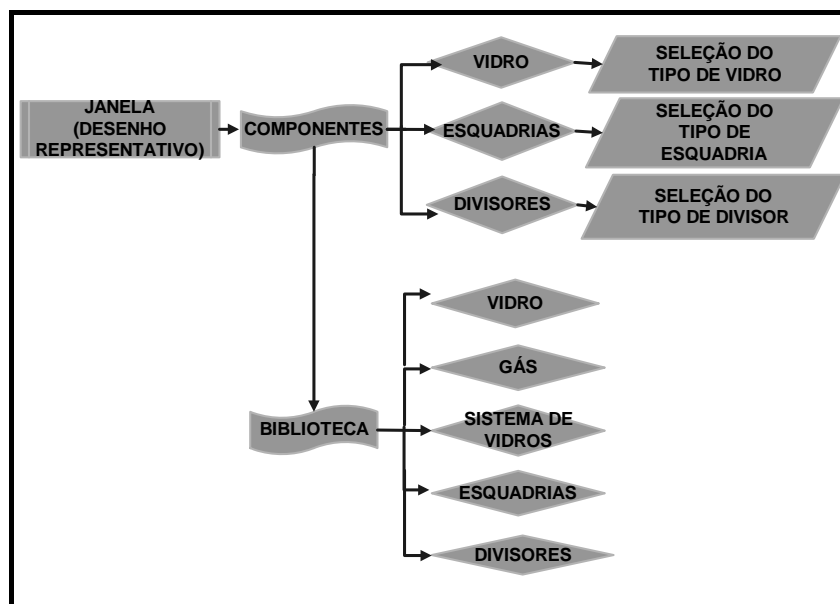 JANELA
(DESENHO
REPRESENTATIVO)
COMPONENTES
VIDRO
SELEÇÃO DO
TIPO DE VIDRO
ESQUADRIAS
SELEÇÃO DO
TIPO DE
ESQUADRIA
DIVISORES
SELEÇÃO DO
TIPO DE DIVISOR
BIBLIOTECA
VIDRO
GÁS
SISTEMA DE
VIDROS
ESQUADRIAS
DIVISORES